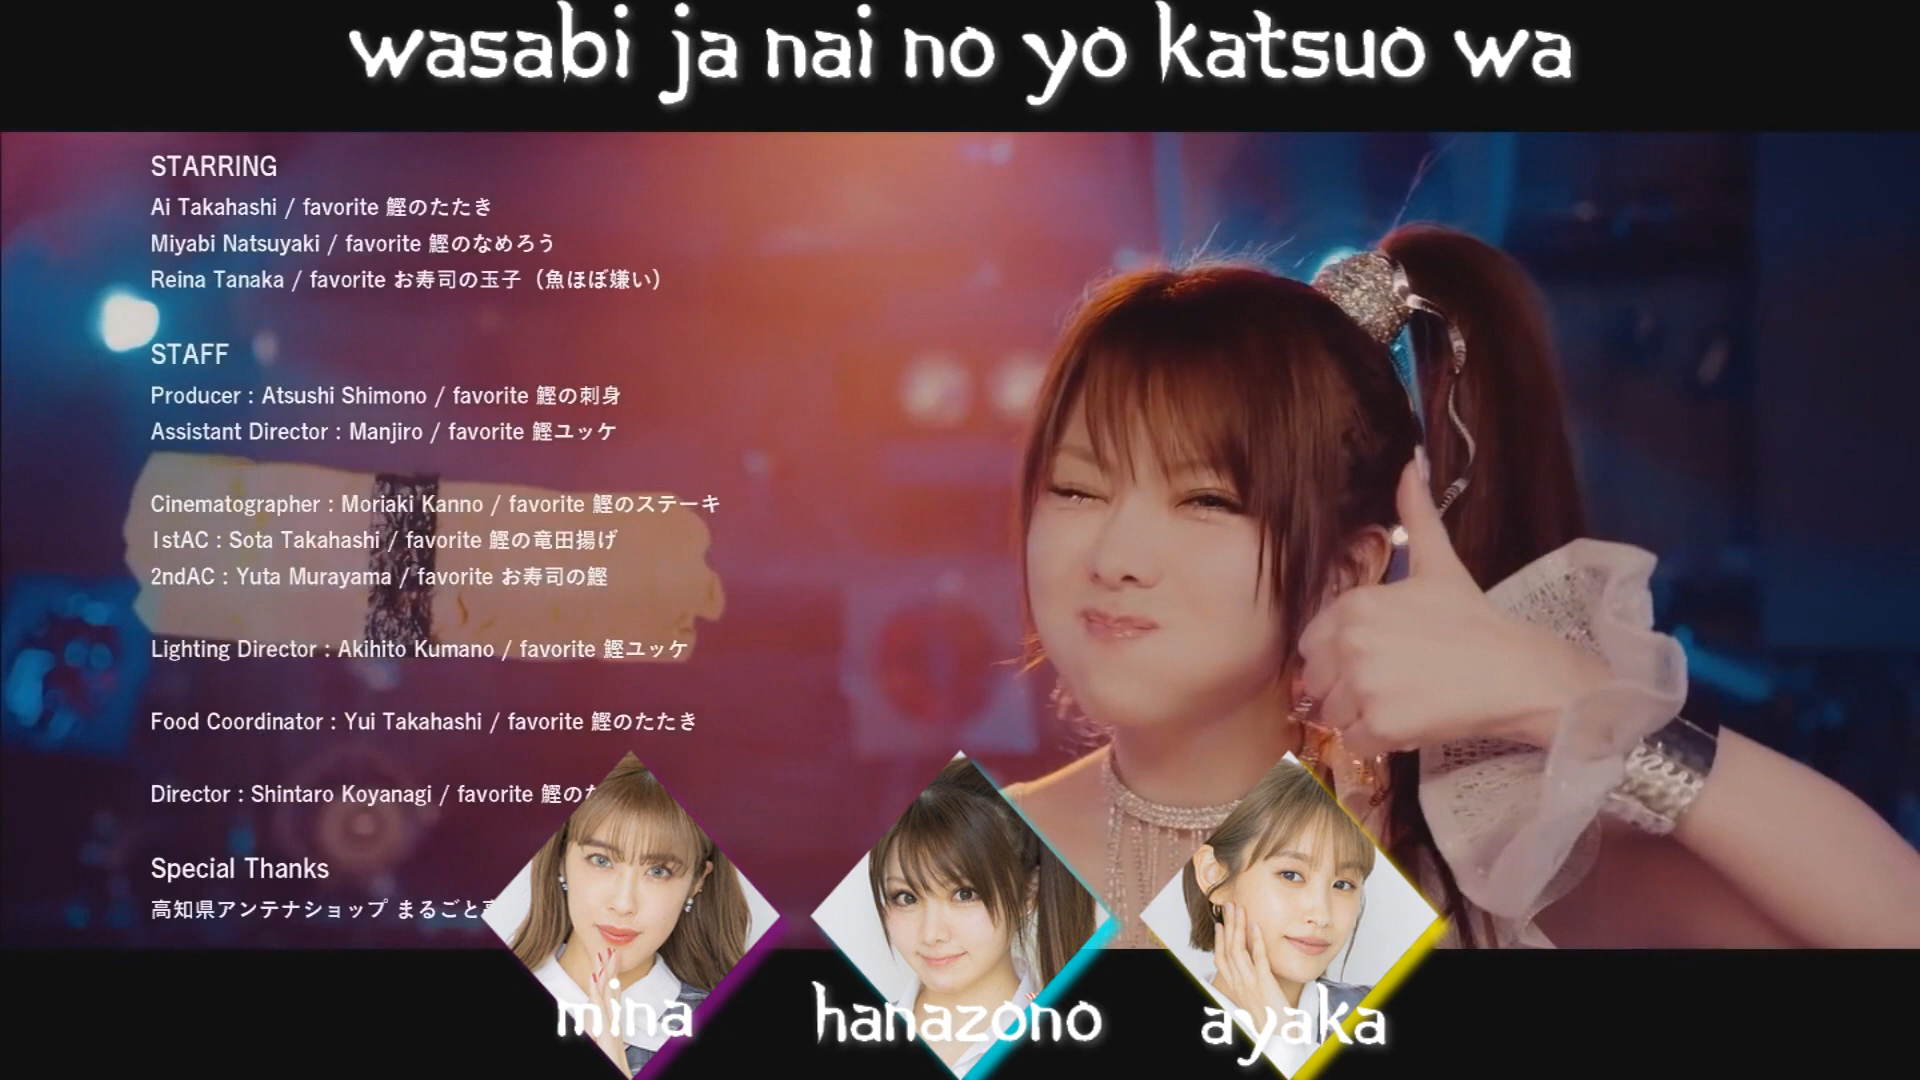 wasabi ja nai no yo katsuo wa
STARRING
Ai Takahashi / favorite 鰹のたたき
Miyabi Natsuyaki / favorite 鰹のなめろう
Reina Tanaka / favorite お寿司の玉子（魚ほぼ嫌い）
STAFF
Producer : Atsushi Shimono / favorite 鰹の刺身
Assistant Director : Manjiro / favorite 鰹ユッケ
Cinematographer : Moriaki Kanno / favorite 鰹のステーキ
1stAC : Sota Takahashi / favorite 鰹の竜田揚げ
2ndAC : Yuta Murayama / favorite お寿司の鰹
Lighting Director : Akihito Kumano / favorite 鰹ユッケ
Food Coordinator : Yui Takahashi / favorite 鰹のたたき
Director : Shintaro Koyanagi / favorite 鰹の
Special Thanks
高知県アンテナショップ まるごと
mina
hanazono
ayaka